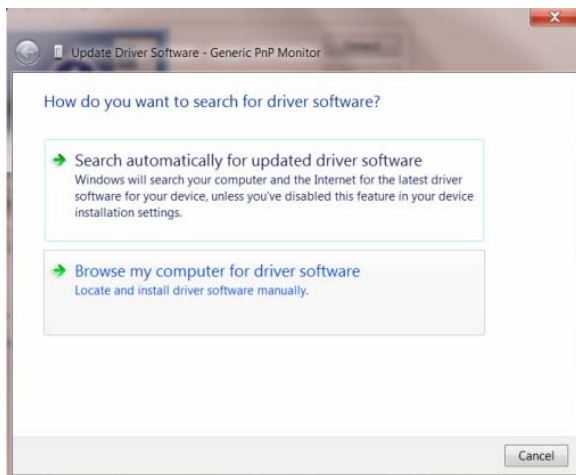 Update Driver Software - Generic PnP Monitor
How do you want to search for driver software?
Search automatically for updated driver software
Windows will search your computer and the Internet for the latest driver
software for your device, unless you've disabled this feature in your device
installation settings.
Browse my computer for driver software
Locate and install driver software manually.
Cancel